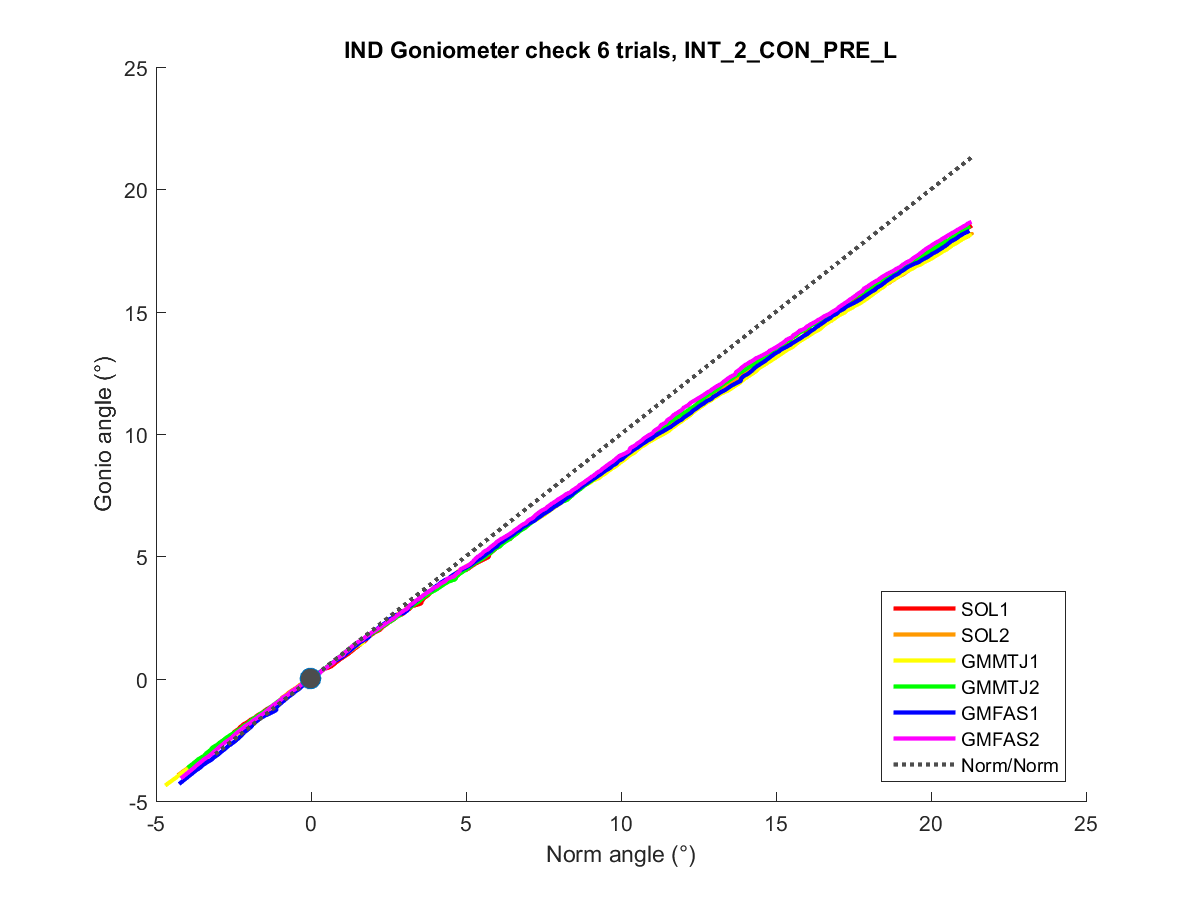 IND Goniometer check 6 trials, INT_2_CON_PRE_L
25
20
15
10
5
0
-5
Gonio angle (°)
-5
0
5
10
15
20
25
Norm angle (°)
SOL1
SOL2
GMMTJ1
GMMTJ2
GMFAS1
GMFAS2
Norm/Norm